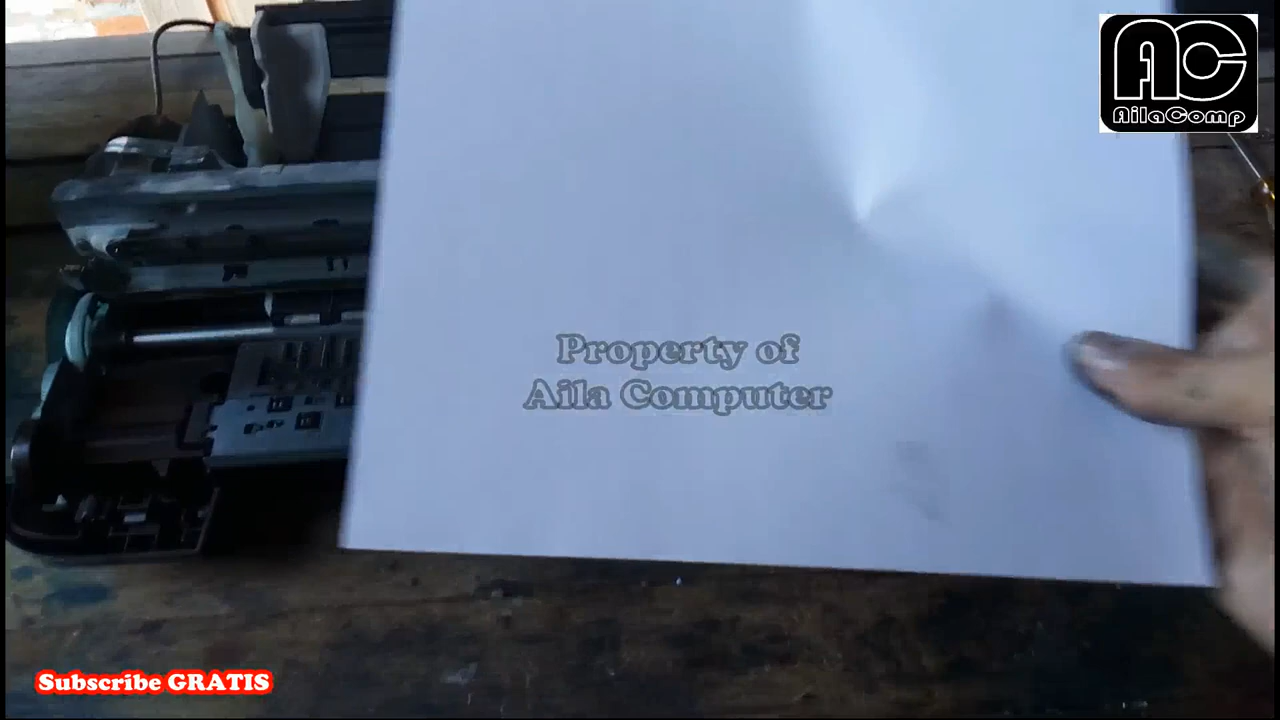 AC
AilaComp
Property of
Aila Computer
Subscribe GRATIS